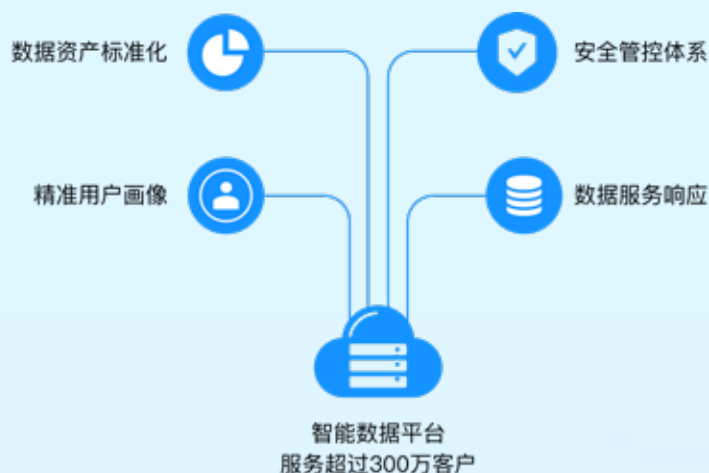 数据资产标准化
安全管控体系
精准用户画像
数据服务响应
智能数据平台
服务超过300万客户